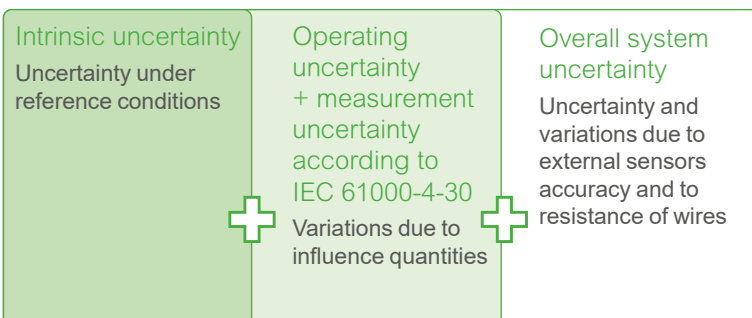 Intrinsic uncertainty
Uncertainty under
reference conditions
Operating
uncertainty
+ measurement
uncertainty
according to
IEC 61000-4-30
Variations due to
influence quantities
Overall system
uncertainty
Uncertainty and
variations due to
external sensors
accuracy and to
resistance of wires